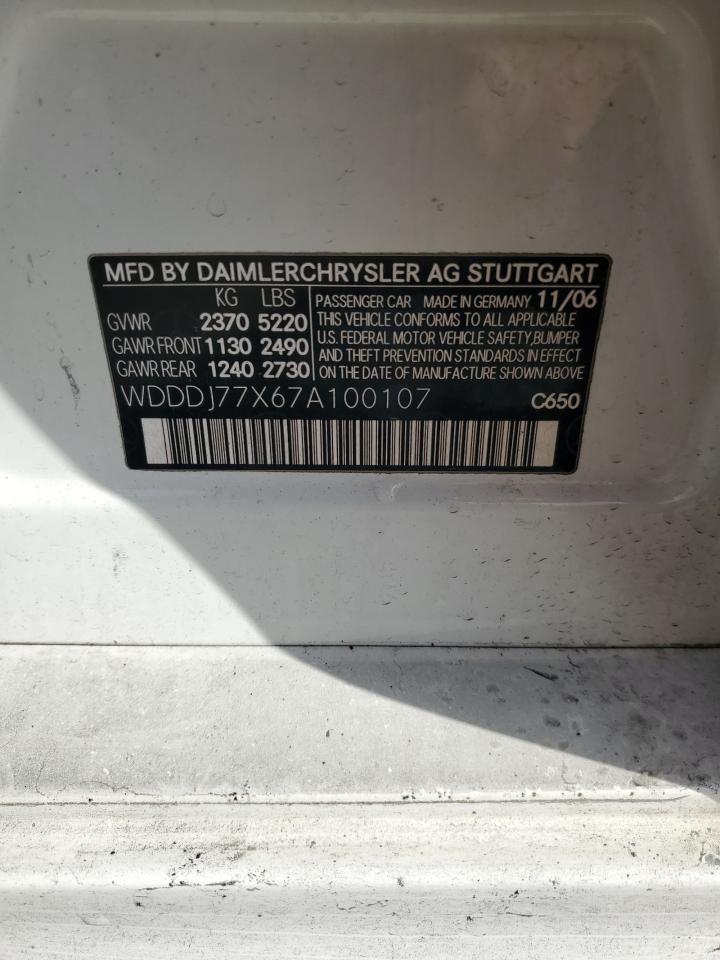 MFD BY DAIMLERCHRYSLER AG STUTTGART
KG LBS
GVWR 2370 5220
GAWR FRONT 1130 2490
GAWR REAR 1240 2730
PASSENGER CAR MADE IN GERMANY 11/06
THIS VEHICLE CONFORMS TO ALL APPLICABLE
U.S. FEDERAL MOTOR VEHICLE SAFETY,BUMPER
AND THEFT PREVENTION STANDARDS IN EFFECT
ON THE DATE OF MANUFACTURE SHOWN ABOVE
WDDDJ77X67A100107 C650